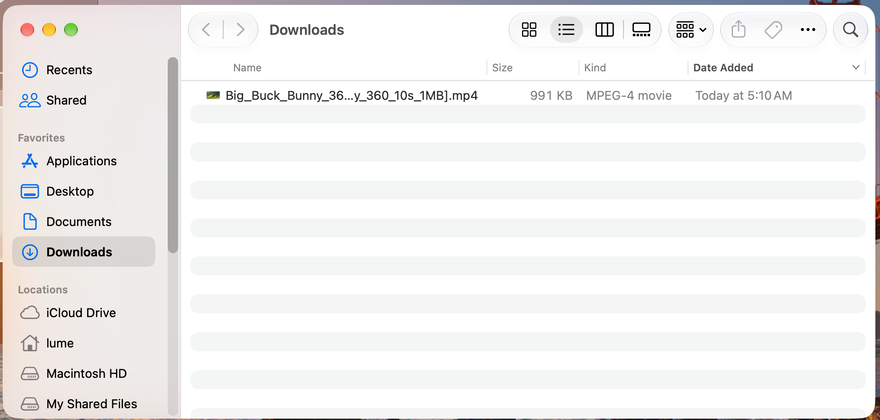 Downloads
Recents
Shared
Favorites
Applications
Desktop
Documents
Downloads
Locations
iCloud Drive
lume
Macintosh HD
My Shared Files
Name Size Kind Date Added
Big_Buck_Bunny_36...y_360_10s_1MB].mp4 991 KB MPEG-4 movie Today at 5:10 AM